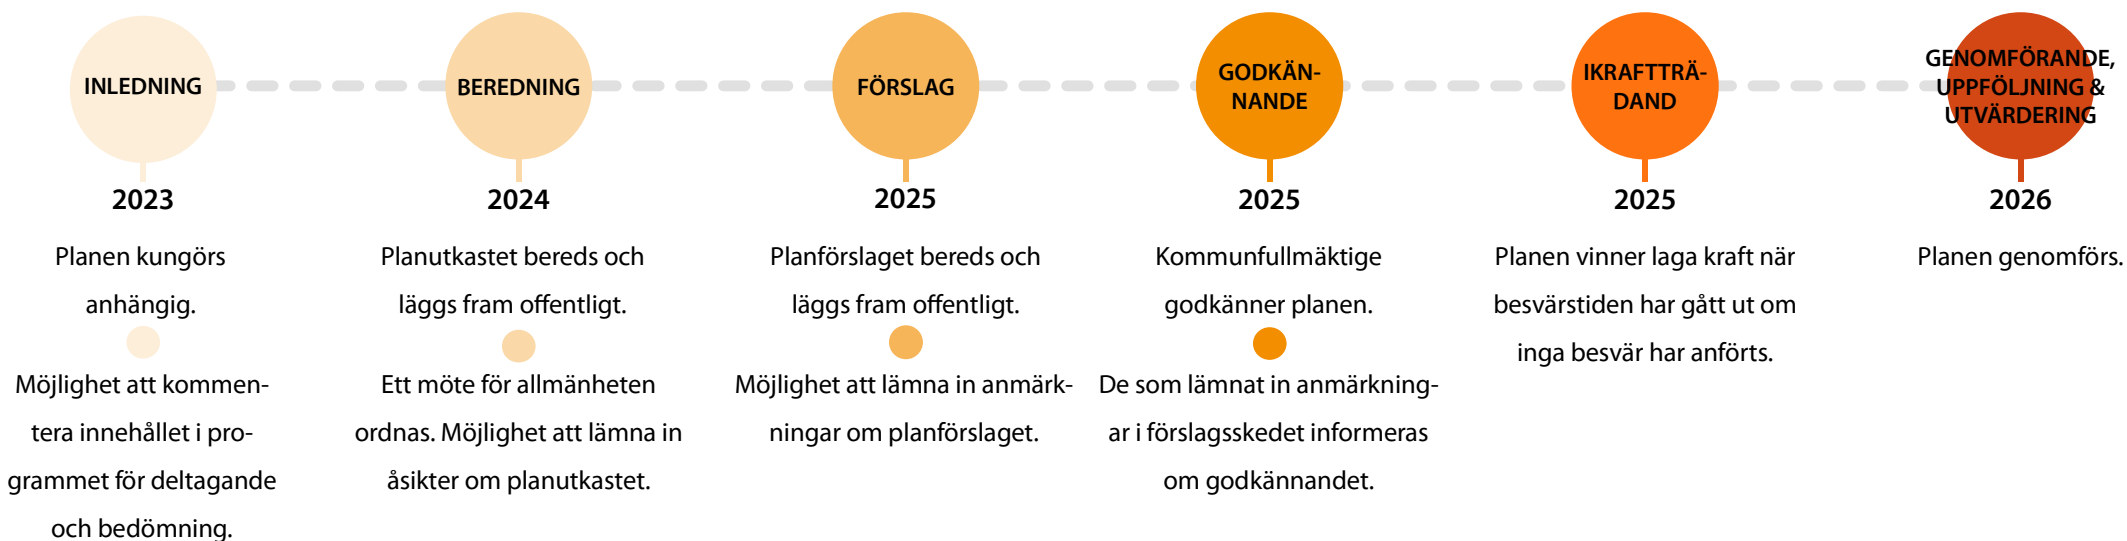 INLEDNING
2023
Planen kungörs
anhängig.
Möjlighet att kommen-
tera innehållet i pro-
grammet för deltagande
och bedömning.
BEREDNING
2024
Planutkastet bereds och
läggs fram offentligt.
Ett möte för allmänheten
ordnas. Möjlighet att lämna in
åsikter om planutkastet.
FÖRSLAG
2025
Planförslaget bereds och
läggs fram offentligt.
Möjlighet att lämna in anmärk-
ningar om planförslaget.
GODKÄN-
NANDE
2025
Kommunfullmäktige
godkänner planen.
De som lämnat in anmärkning-
ar i förslagsskedet informeras
om godkännandet.
IKRAFTTRÄ-
DAND
2025
Planen vinner laga kraft när
besvärstiden har gått ut om
inga besvär har anförts.
GENOMFÖRANDE,
UPPFÖLJNING &
UTVÄRDERING
2026
Planen genomförs.